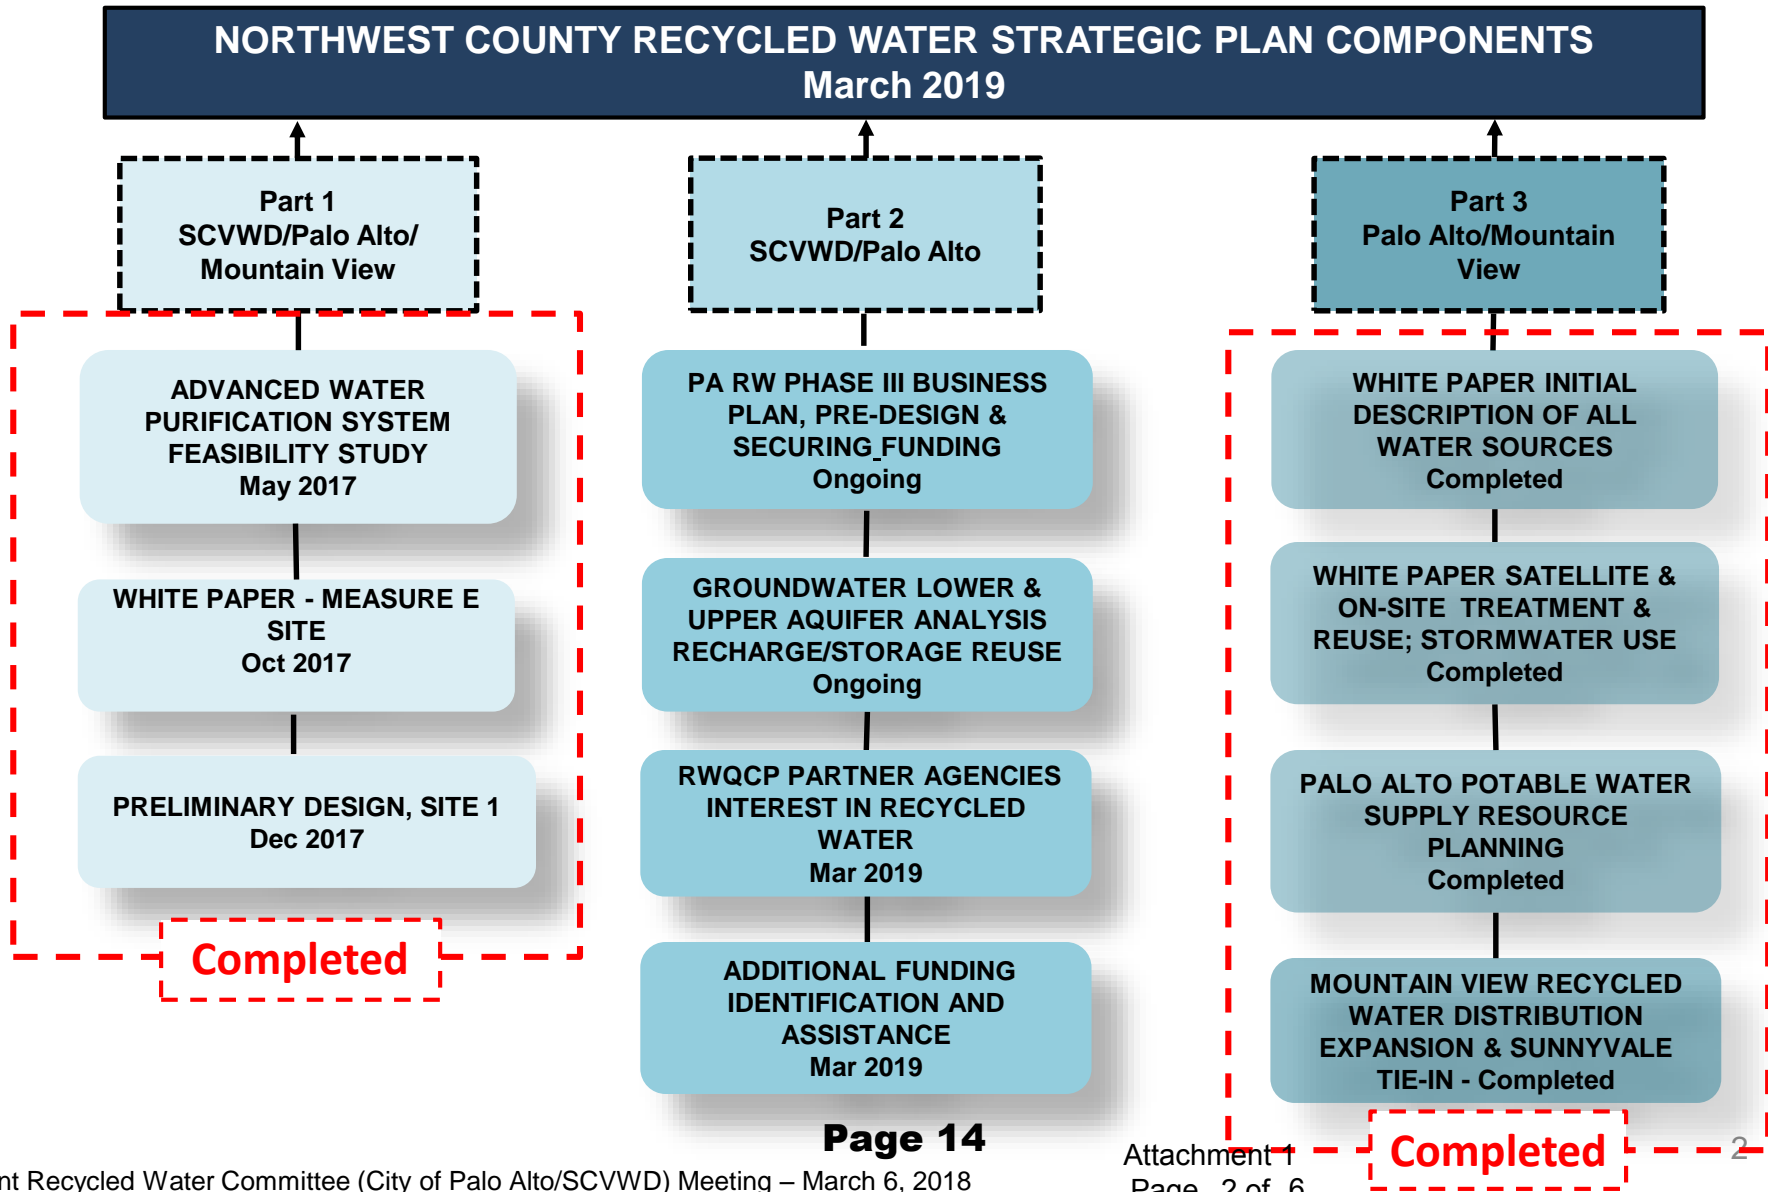 NORTHWEST COUNTY RECYCLED WATER STRATEGIC PLAN COMPONENTS
March 2019
Part 1
SCVWD/Palo Alto/
Mountain View
ADVANCED WATER
PURIFICATION SYSTEM
FEASIBILITY STUDY
May 2017
WHITE PAPER - MEASURE E
SITE
Oct 2017
PRELIMINARY DESIGN, SITE 1
Dec 2017
Completed
Part 2
SCVWD/Palo Alto
PA RW PHASE III BUSINESS
PLAN, PRE-DESIGN &
SECURING FUNDING
Ongoing
GROUNDWATER LOWER &
UPPER AQUIFER ANALYSIS
RECHARGE/STORAGE REUSE
Ongoing
RWQCP PARTNER AGENCIES
INTEREST IN RECYCLED
WATER
Mar 2019
ADDITIONAL FUNDING
IDENTIFICATION AND
ASSISTANCE
Mar 2019
Part 3
Palo Alto/Mountain
View
WHITE PAPER INITIAL
DESCRIPTION OF ALL
WATER SOURCES
Completed
WHITE PAPER SATELLITE &
ON-SITE TREATMENT &
REUSE; STORMWATER USE
Completed
PALO ALTO POTABLE WATER
SUPPLY RESOURCE
PLANNING
Completed
MOUNTAIN VIEW RECYCLED
WATER DISTRIBUTION
EXPANSION & SUNNYVALE
TIE-IN - Completed
Completed
Page 14
nt Recycled Water Committee (City of Palo Alto/SCVWD) Meeting – March 6, 2018
Attachment 1
Page 2 of 6
2